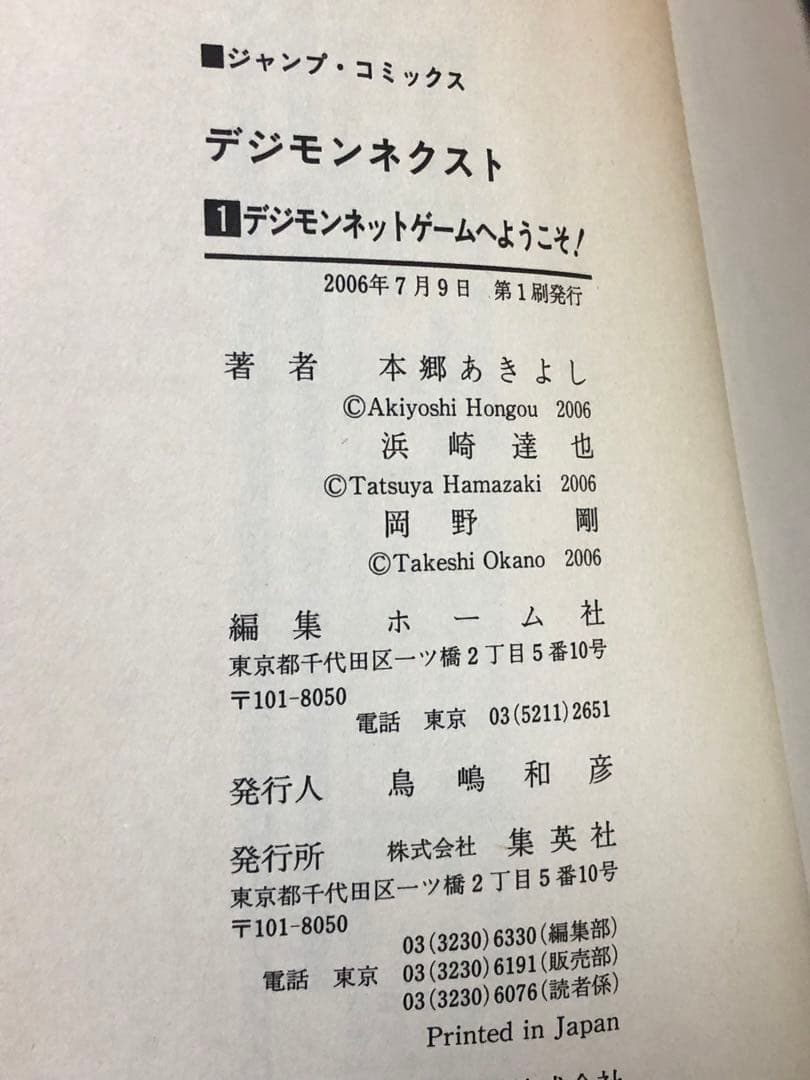 ■ジャンプ・コミックス
デジモンネクスト
1デジモンネットゲームへようこそ!
2006年7月9日 第1刷発行
著者 本郷あきよし
©Akiyoshi Hongou 2006
浜崎達也
©Tatsuya Hamazaki 2006
岡野剛
©Takeshi Okano 2006
編集 ホーム社
東京都千代田区一ツ橋2丁目5番10号
〒101-8050
電話 東京 03(5211)2651
発行人 鳥嶋和彦
発行所 株式会社 集英社
東京都千代田区一ツ橋2丁目5番10号
〒101-8050
03(3230)6330(編集部)
電話 東京 03(3230)6191(販売部)
03(3230)6076(読者係)
Printed in Japan
株式会社